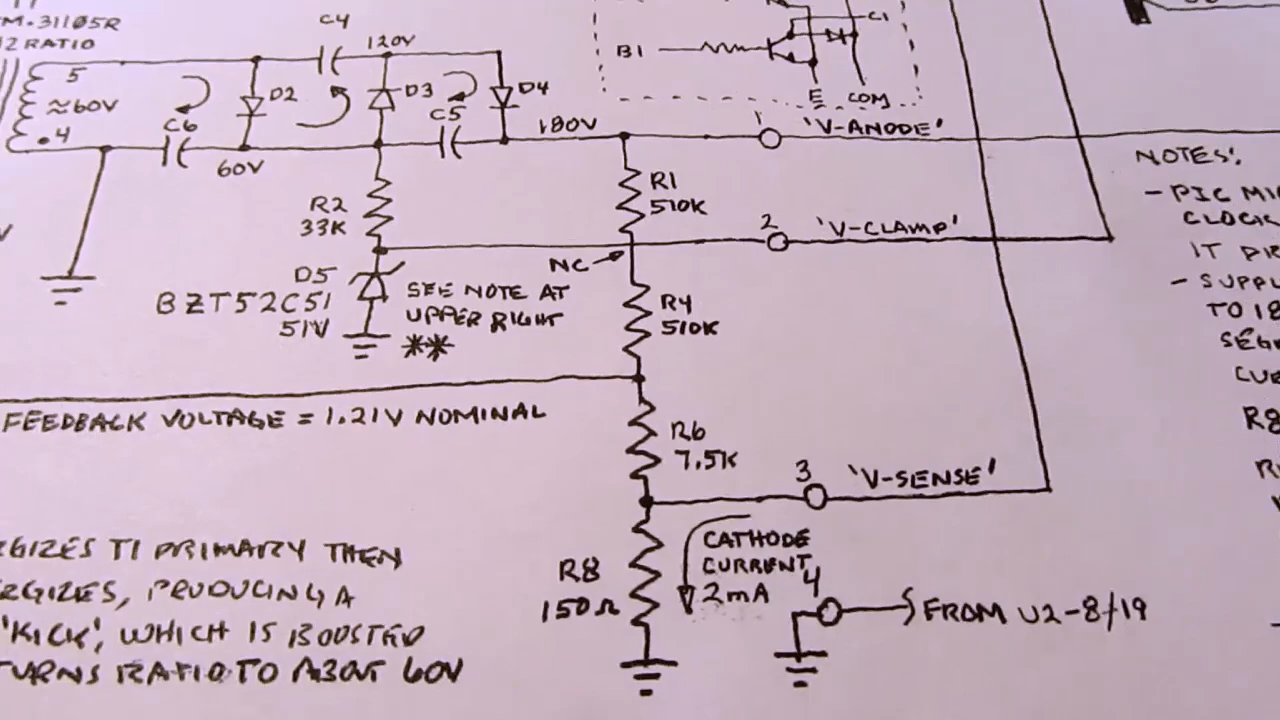 M.31105R
2 RATIO
C4
120V
5
≈60V
.4
D2
D3
D4
C5
C6
60V
180V
B1
C1
E COM
1 'V-ANODE'
R2
33K
R1
510K
2 'V-CLAMP'
NC
D5
BZT52C51
51V
SEE NOTE AT
UPPER RIGHT
**
R4
510K
FEEDBACK VOLTAGE = 1.21V NOMINAL
R6
7.5K
3 'V-SENSE'
R8
150Ω
CATHODE
CURRENT
2mA
4
FROM U2-8/19
RGIZES T1 PRIMARY THEN
RGIZES, PRODUCING A
'KICK', WHICH IS BOOSTED
TURNS RATIO TO ABOUT 60V
NOTES:
- PIC MI
CLOCK
IT
- SUPPL
TO 18
SEG
CU
R8